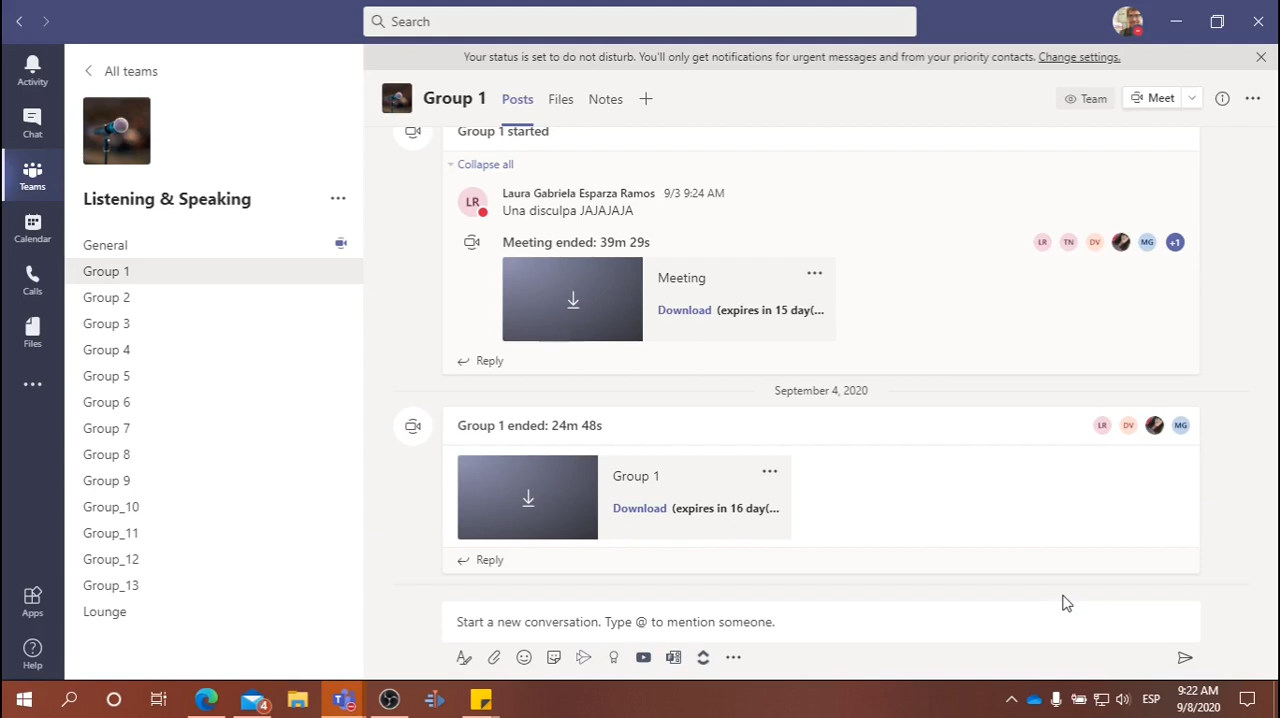 Search
Your status is set to do not disturb. You'll only get notifications for urgent messages and from your priority contacts. Change settings.
Activity
Chat
Teams
Calendar
Calls
Files
Apps
Help
All teams
Listening & Speaking
General
Group 1
Group 2
Group 3
Group 4
Group 5
Group 6
Group 7
Group 8
Group 9
Group_10
Group_11
Group_12
Group_13
Lounge
Group 1 Posts Files Notes
Team Meet
Group 1 started
Collapse all
LR
Laura Gabriela Esparza Ramos 9/3 9:24 AM
Una disculpa JAJAJAJA
Meeting ended: 39m 29s
LR TN DV MG +1
Meeting
Download (expires in 15 day(...
Reply
September 4, 2020
Group 1 ended: 24m 48s
LR DV MG
Group 1
Download (expires in 16 day(...
Reply
Start a new conversation. Type @ to mention someone.
4
ESP
9:22 AM
9/8/2020